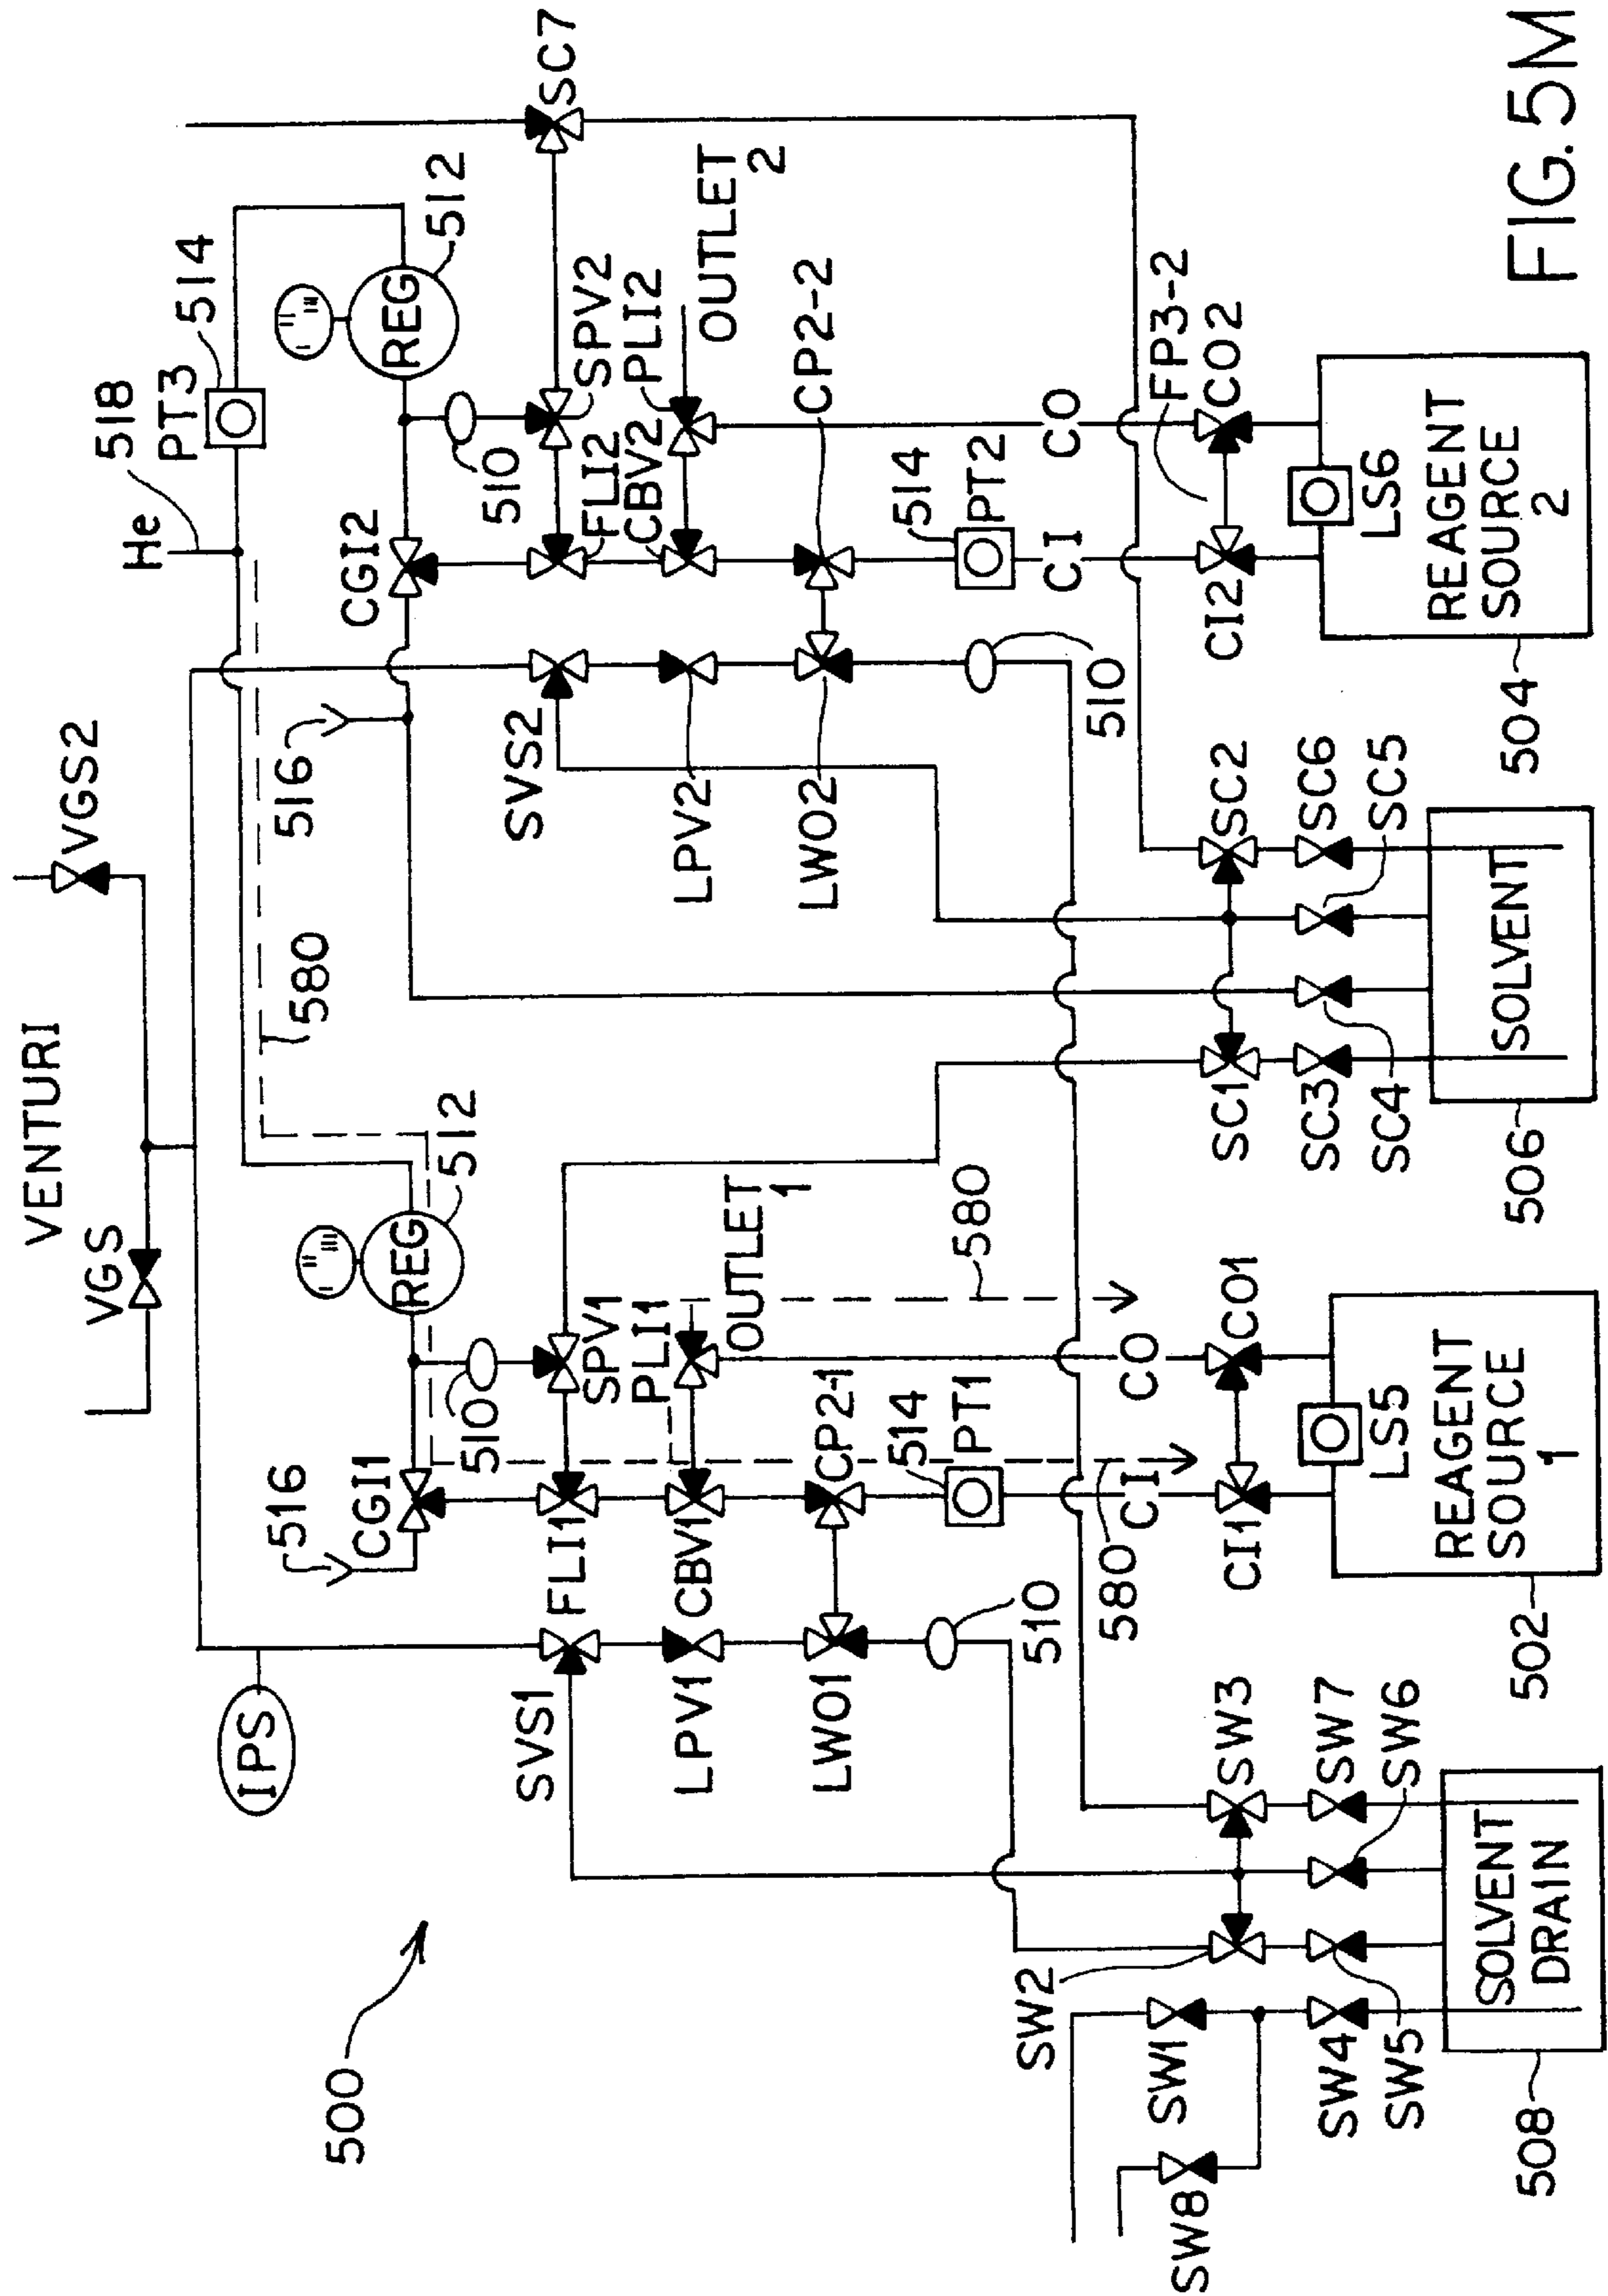 VENTURI
VGS
VGS2
He
518
PT3
514
580
512
REG
512
REG
IPS
516
CGI1
510
516
CGI2
510
SC7
SVS1
FLI1
SPV1
SVS2
FLI2
SPV2
LPV1
CBV1
PLI1
OUTLET
1
LPV2
CBV2
PLI2
OUTLET
2
LWO1
CP2-1
LWO2
CP2-2
514
PT1
580
514
PT2
510
580
CI
CO
510
CI
CO
500
SW2
SW3
SW1
SW8
CI1
CO1
SC1
SC2
CI2
FP3-2
CO2
SW4
SW5
SW7
SW6
LS5
SC3
SC4
SC6
SC5
LS6
SOLVENT
DRAIN
REAGENT
SOURCE
1
SOLVENT
REAGENT
SOURCE
2
508
502
506
504
FIG. 5M